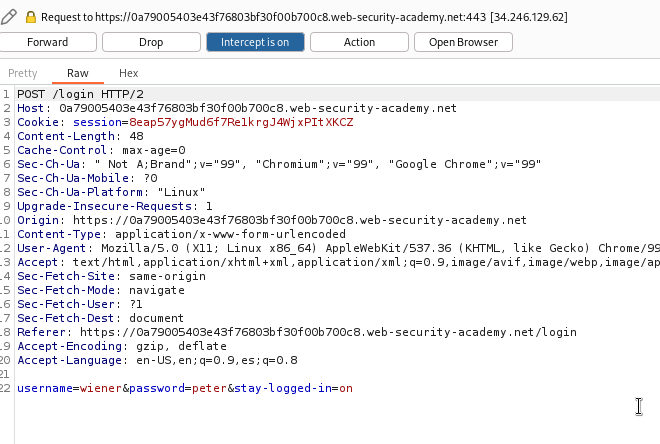 Request to https://0a79005403e43f76803bf30f00b700c8.web-security-academy.net:443 [34.246.129.62]
Forward Drop Intercept is on Action Open Browser
Pretty Raw Hex
1 POST /login HTTP/2
2 Host: 0a79005403e43f76803bf30f00b700c8.web-security-academy.net
3 Cookie: session=8eap57ygMud6f7Re1krgJ4WjxPItXKCZ
4 Content-Length: 48
5 Cache-Control: max-age=0
6 Sec-Ch-Ua: " Not A;Brand";v="99", "Chromium";v="99", "Google Chrome";v="99"
7 Sec-Ch-Ua-Mobile: ?0
8 Sec-Ch-Ua-Platform: "Linux"
9 Upgrade-Insecure-Requests: 1
10 Origin: https://0a79005403e43f76803bf30f00b700c8.web-security-academy.net
11 Content-Type: application/x-www-form-urlencoded
12 User-Agent: Mozilla/5.0 (X11; Linux x86_64) AppleWebKit/537.36 (KHTML, like Gecko) Chrome/99
13 Accept: text/html,application/xhtml+xml,application/xml;q=0.9,image/avif,image/webp,image/ap
14 Sec-Fetch-Site: same-origin
15 Sec-Fetch-Mode: navigate
16 Sec-Fetch-User: ?1
17 Sec-Fetch-Dest: document
18 Referer: https://0a79005403e43f76803bf30f00b700c8.web-security-academy.net/login
19 Accept-Encoding: gzip, deflate
20 Accept-Language: en-US,en;q=0.9,es;q=0.8
21
22 username=wiener&password=peter&stay-logged-in=on